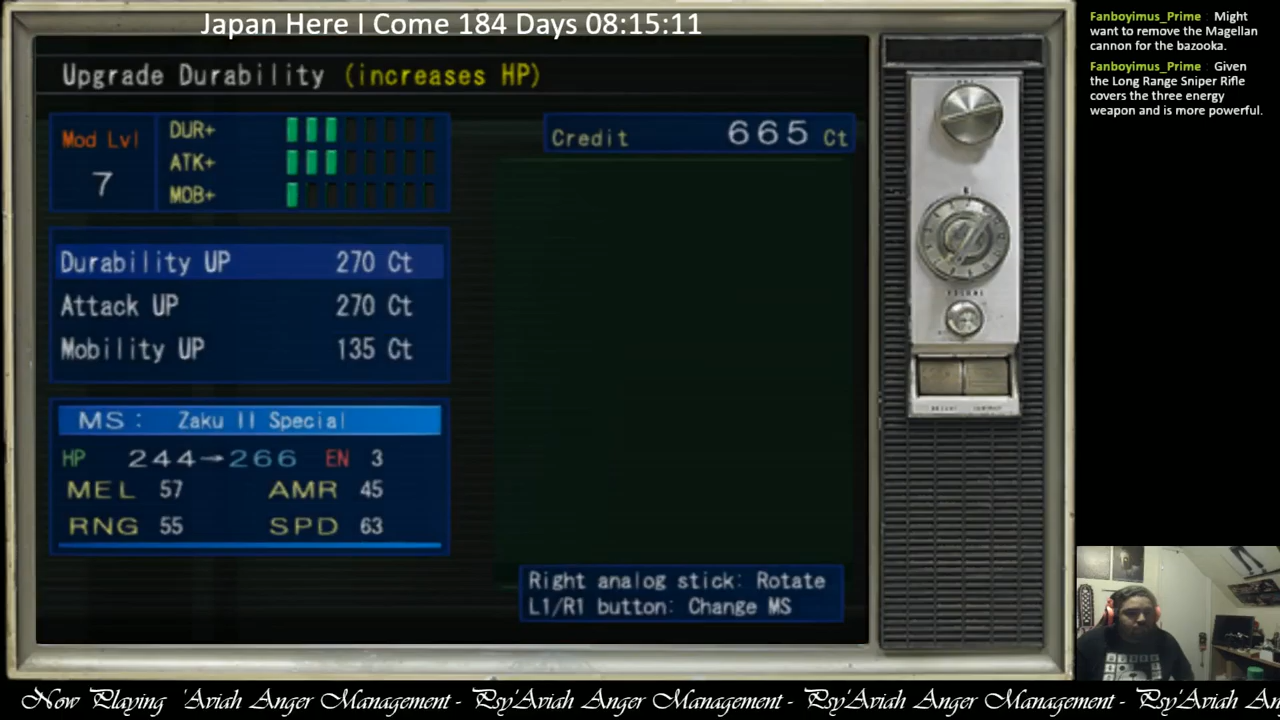 Japan Here I Come 184 Days 08:15:11
Upgrade Durability (increases HP)
Mod Lvl
7
DUR+
ATK+
MOB+
Credit 665 Ct
Durability UP 270 Ct
Attack UP 270 Ct
Mobility UP 135 Ct
MS: Zaku II Special
HP 244→266 EN 3
MEL 57 AMR 45
RNG 55 SPD 63
Right analog stick: Rotate
L1/R1 button: Change MS
Fanboyimus_Prime : Might
want to remove the Magellan
cannon for the bazooka.
Fanboyimus_Prime : Given
the Long Range Sniper Rifle
covers the three energy
weapon and is more powerful.
Now Playing 'Aviah Anger Management - Psy'Aviah Anger Management - Psy'Aviah Anger Management - Psy'Aviah An